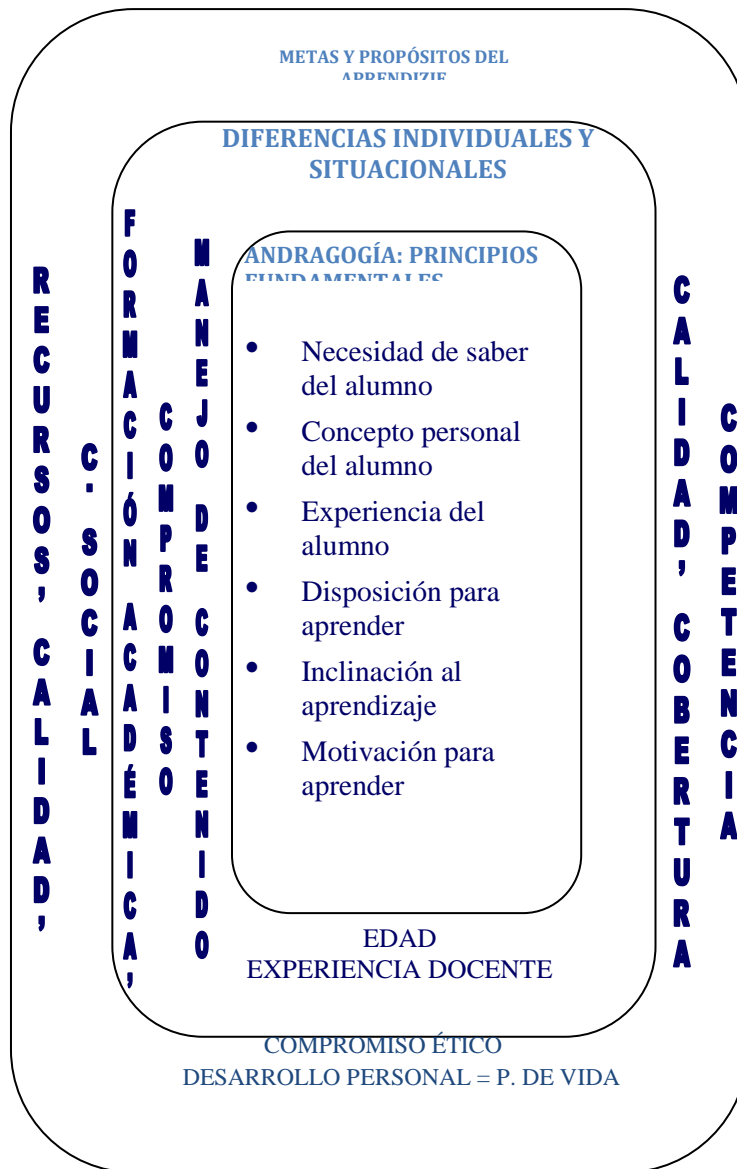 METAS Y PROPÓSITOS DEL
DIFERENCIAS INDIVIDUALES Y
SITUACIONALES
ANDRAGOGÍA: PRINCIPIOS
FUNDAMENTALES
• Necesidad de saber
del alumno
• Concepto personal
del alumno
• Experiencia del
alumno
• Disposición para
aprender
• Inclinación al
aprendizaje
• Motivación para
aprender
RECURSOS, CALIDAD,
C. SOCIAL
FORMACIÓN ACADÉMICA,
COMPROMISO
MANEJO DE CONTENIDO
CALIDAD, COBERTURA
COMPETENCIA
EDAD
EXPERIENCIA DOCENTE
COMPROMISO ÉTICO
DESARROLLO PERSONAL = P. DE VIDA